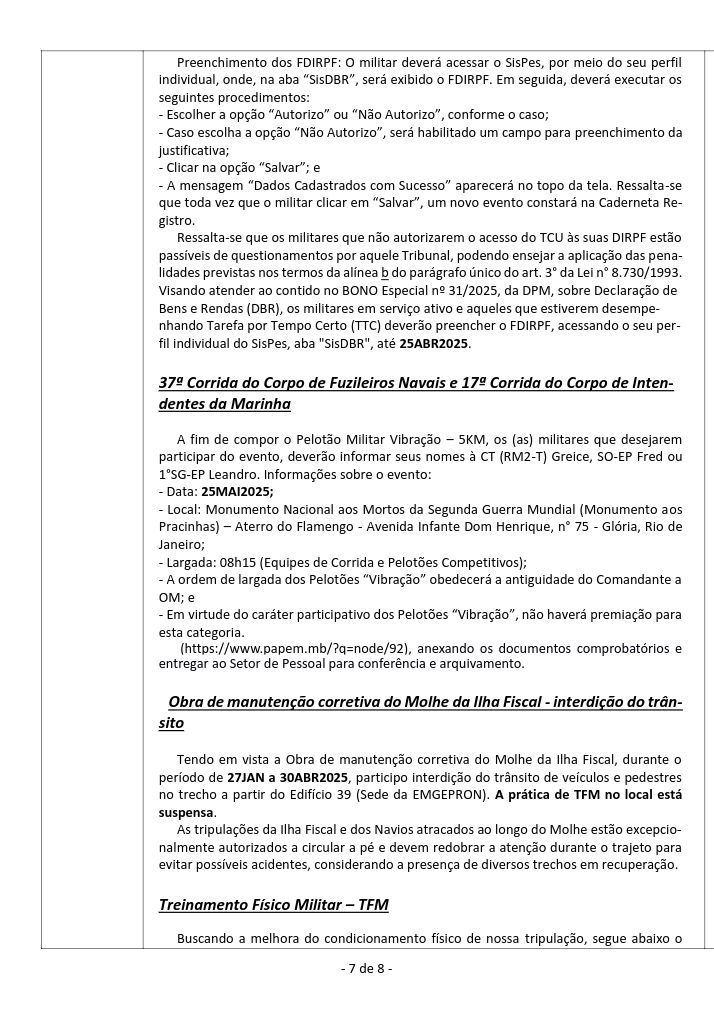 Preenchimento dos FDIRPF: O militar deverá acessar o SisPes, por meio do seu perfil
individual, onde, na aba “SisDBR”, será exibido o FDIRPF. Em seguida, deverá executar os
seguintes procedimentos:
- Escolher a opção “Autorizo” ou “Não Autorizo”, conforme o caso;
- Caso escolha a opção “Não Autorizo”, será habilitado um campo para preenchimento da
justificativa;
- Clicar na opção “Salvar”; e
- A mensagem “Dados Cadastrados com Sucesso” aparecerá no topo da tela. Ressalta-se
que toda vez que o militar clicar em “Salvar”, um novo evento constará na Caderneta Re-
gistro.
Ressalta-se que os militares que não autorizarem o acesso do TCU às suas DIRPF estão
passíveis de questionamentos por aquele Tribunal, podendo ensejar a aplicação das pena-
lidades previstas nos termos da alínea b do parágrafo único do art. 3° da Lei n° 8.730/1993.
Visando atender ao contido no BONO Especial nº 31/2025, da DPM, sobre Declaração de
Bens e Rendas (DBR), os militares em serviço ativo e aqueles que estiverem desempe-
nhando Tarefa por Tempo Certo (TTC) deverão preencher o FDIRPF, acessando o seu per-
fil individual do SisPes, aba "SisDBR", até 25ABR2025.
37ª Corrida do Corpo de Fuzileiros Navais e 17ª Corrida do Corpo de Inten-
dentes da Marinha
A fim de compor o Pelotão Militar Vibração – 5KM, os (as) militares que desejarem
participar do evento, deverão informar seus nomes à CT (RM2-T) Greice, SO-EP Fred ou
1°SG-EP Leandro. Informações sobre o evento:
- Data: 25MAI2025;
- Local: Monumento Nacional aos Mortos da Segunda Guerra Mundial (Monumento aos
Pracinhas) – Aterro do Flamengo - Avenida Infante Dom Henrique, n° 75 - Glória, Rio de
Janeiro;
- Largada: 08h15 (Equipes de Corrida e Pelotões Competitivos);
- A ordem de largada dos Pelotões “Vibração” obedecerá a antiguidade do Comandante a
OM; e
- Em virtude do caráter participativo dos Pelotões “Vibração”, não haverá premiação para
esta categoria.
(https://www.papem.mb/?q=node/92), anexando os documentos comprobatórios e
entregar ao Setor de Pessoal para conferência e arquivamento.
Obra de manutenção corretiva do Molhe da Ilha Fiscal - interdição do trân-
sito
Tendo em vista a Obra de manutenção corretiva do Molhe da Ilha Fiscal, durante o
período de 27JAN a 30ABR2025, participo interdição do trânsito de veículos e pedestres
no trecho a partir do Edifício 39 (Sede da EMGEPRON). A prática de TFM no local está
suspensa.
As tripulações da Ilha Fiscal e dos Navios atracados ao longo do Molhe estão excepcio-
nalmente autorizados a circular a pé e devem redobrar a atenção durante o trajeto para
evitar possíveis acidentes, considerando a presença de diversos trechos em recuperação.
Treinamento Físico Militar – TFM
Buscando a melhora do condicionamento físico de nossa tripulação, segue abaixo o
- 7 de 8 -